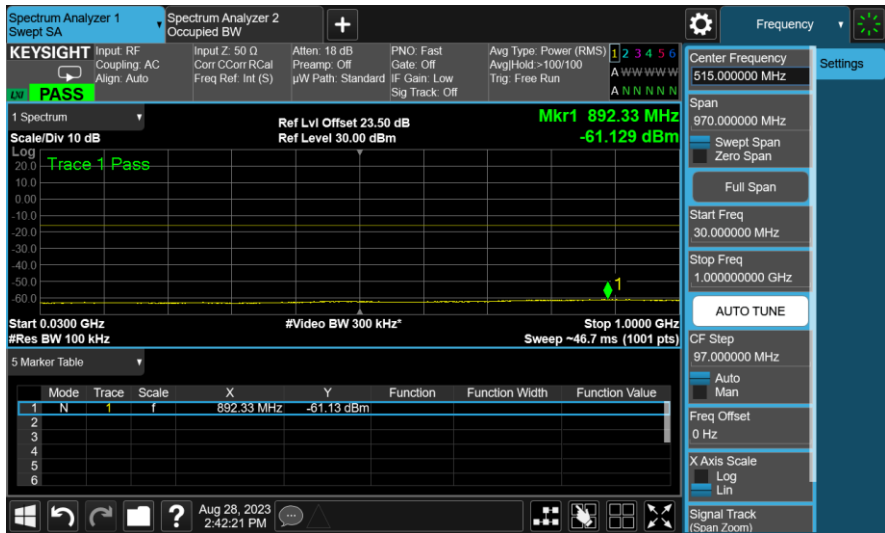 Spectrum Analyzer 1
Swept SA
Spectrum Analyzer 2
Occupied BW
+
Frequency
KEYSIGHT
LXI
PASS
Input: RF
Coupling: AC
Align: Auto
Input Z: 50 Ω
Corr CCorr RCal
Freq Ref: Int (S)
Atten: 18 dB
Preamp: Off
µW Path: Standard
PNO: Fast
Gate: Off
IF Gain: Low
Sig Track: Off
Avg Type: Power (RMS)
Avg|Hold:>100/100
Trig: Free Run
1 2 3 4 5 6
A W W W W W
A N N N N N
1 Spectrum
Scale/Div 10 dB
Log
Ref Lvl Offset 23.50 dB
Ref Level 30.00 dBm
Mkr1 892.33 MHz
-61.129 dBm
Trace 1 Pass
20.0
10.0
0.00
-10.0
-20.0
-30.0
-40.0
-50.0
-60.0
1
Start 0.0300 GHz
#Res BW 100 kHz
#Video BW 300 kHz*
Stop 1.0000 GHz
Sweep ~46.7 ms (1001 pts)
5 Marker Table
Mode Trace Scale X Y Function Function Width Function Value
1 N 1 f 892.33 MHz -61.13 dBm
2
3
4
5
6
?
Aug 28, 2023
2:42:21 PM
Center Frequency
515.000000 MHz
Span
970.000000 MHz
Swept Span
Zero Span
Full Span
Start Freq
30.000000 MHz
Stop Freq
1.000000000 GHz
AUTO TUNE
CF Step
97.000000 MHz
Auto
Man
Freq Offset
0 Hz
X Axis Scale
Log
Lin
Signal Track
(Span Zoom)
Settings